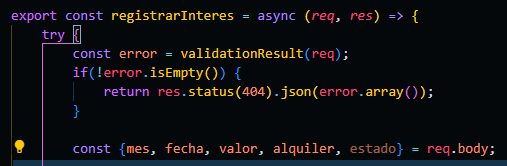 export const registrarInteres = async (req, res) => {
try {
const error = validationResult(req);
if(!error.isEmpty()) {
return res.status(404).json(error.array());
}
const {mes, fecha, valor, alquiler, estado} = req.body;